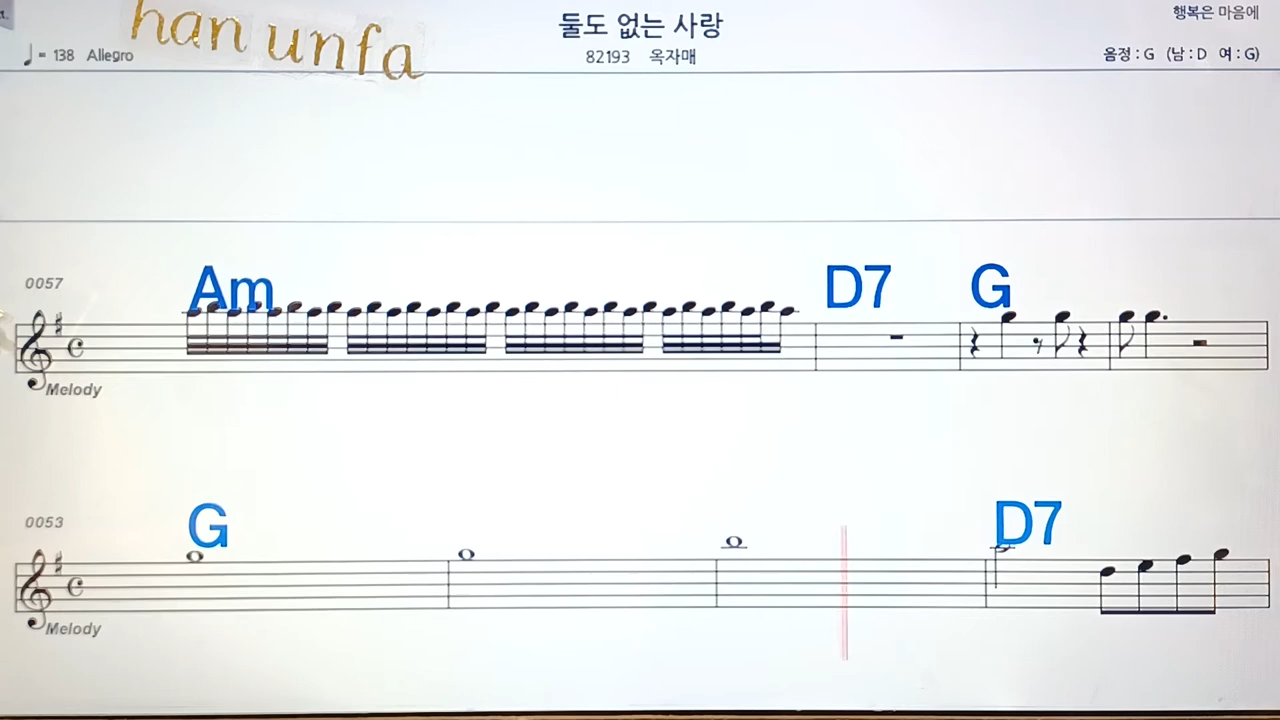 han unfa
둘도 없는 사랑
행복은 마음에
♩ = 138 Allegro
82193 옥자매
음정 : G (남 : D 여 : G)
Am D7 G
0057
Melody
G D7
0053
Melody